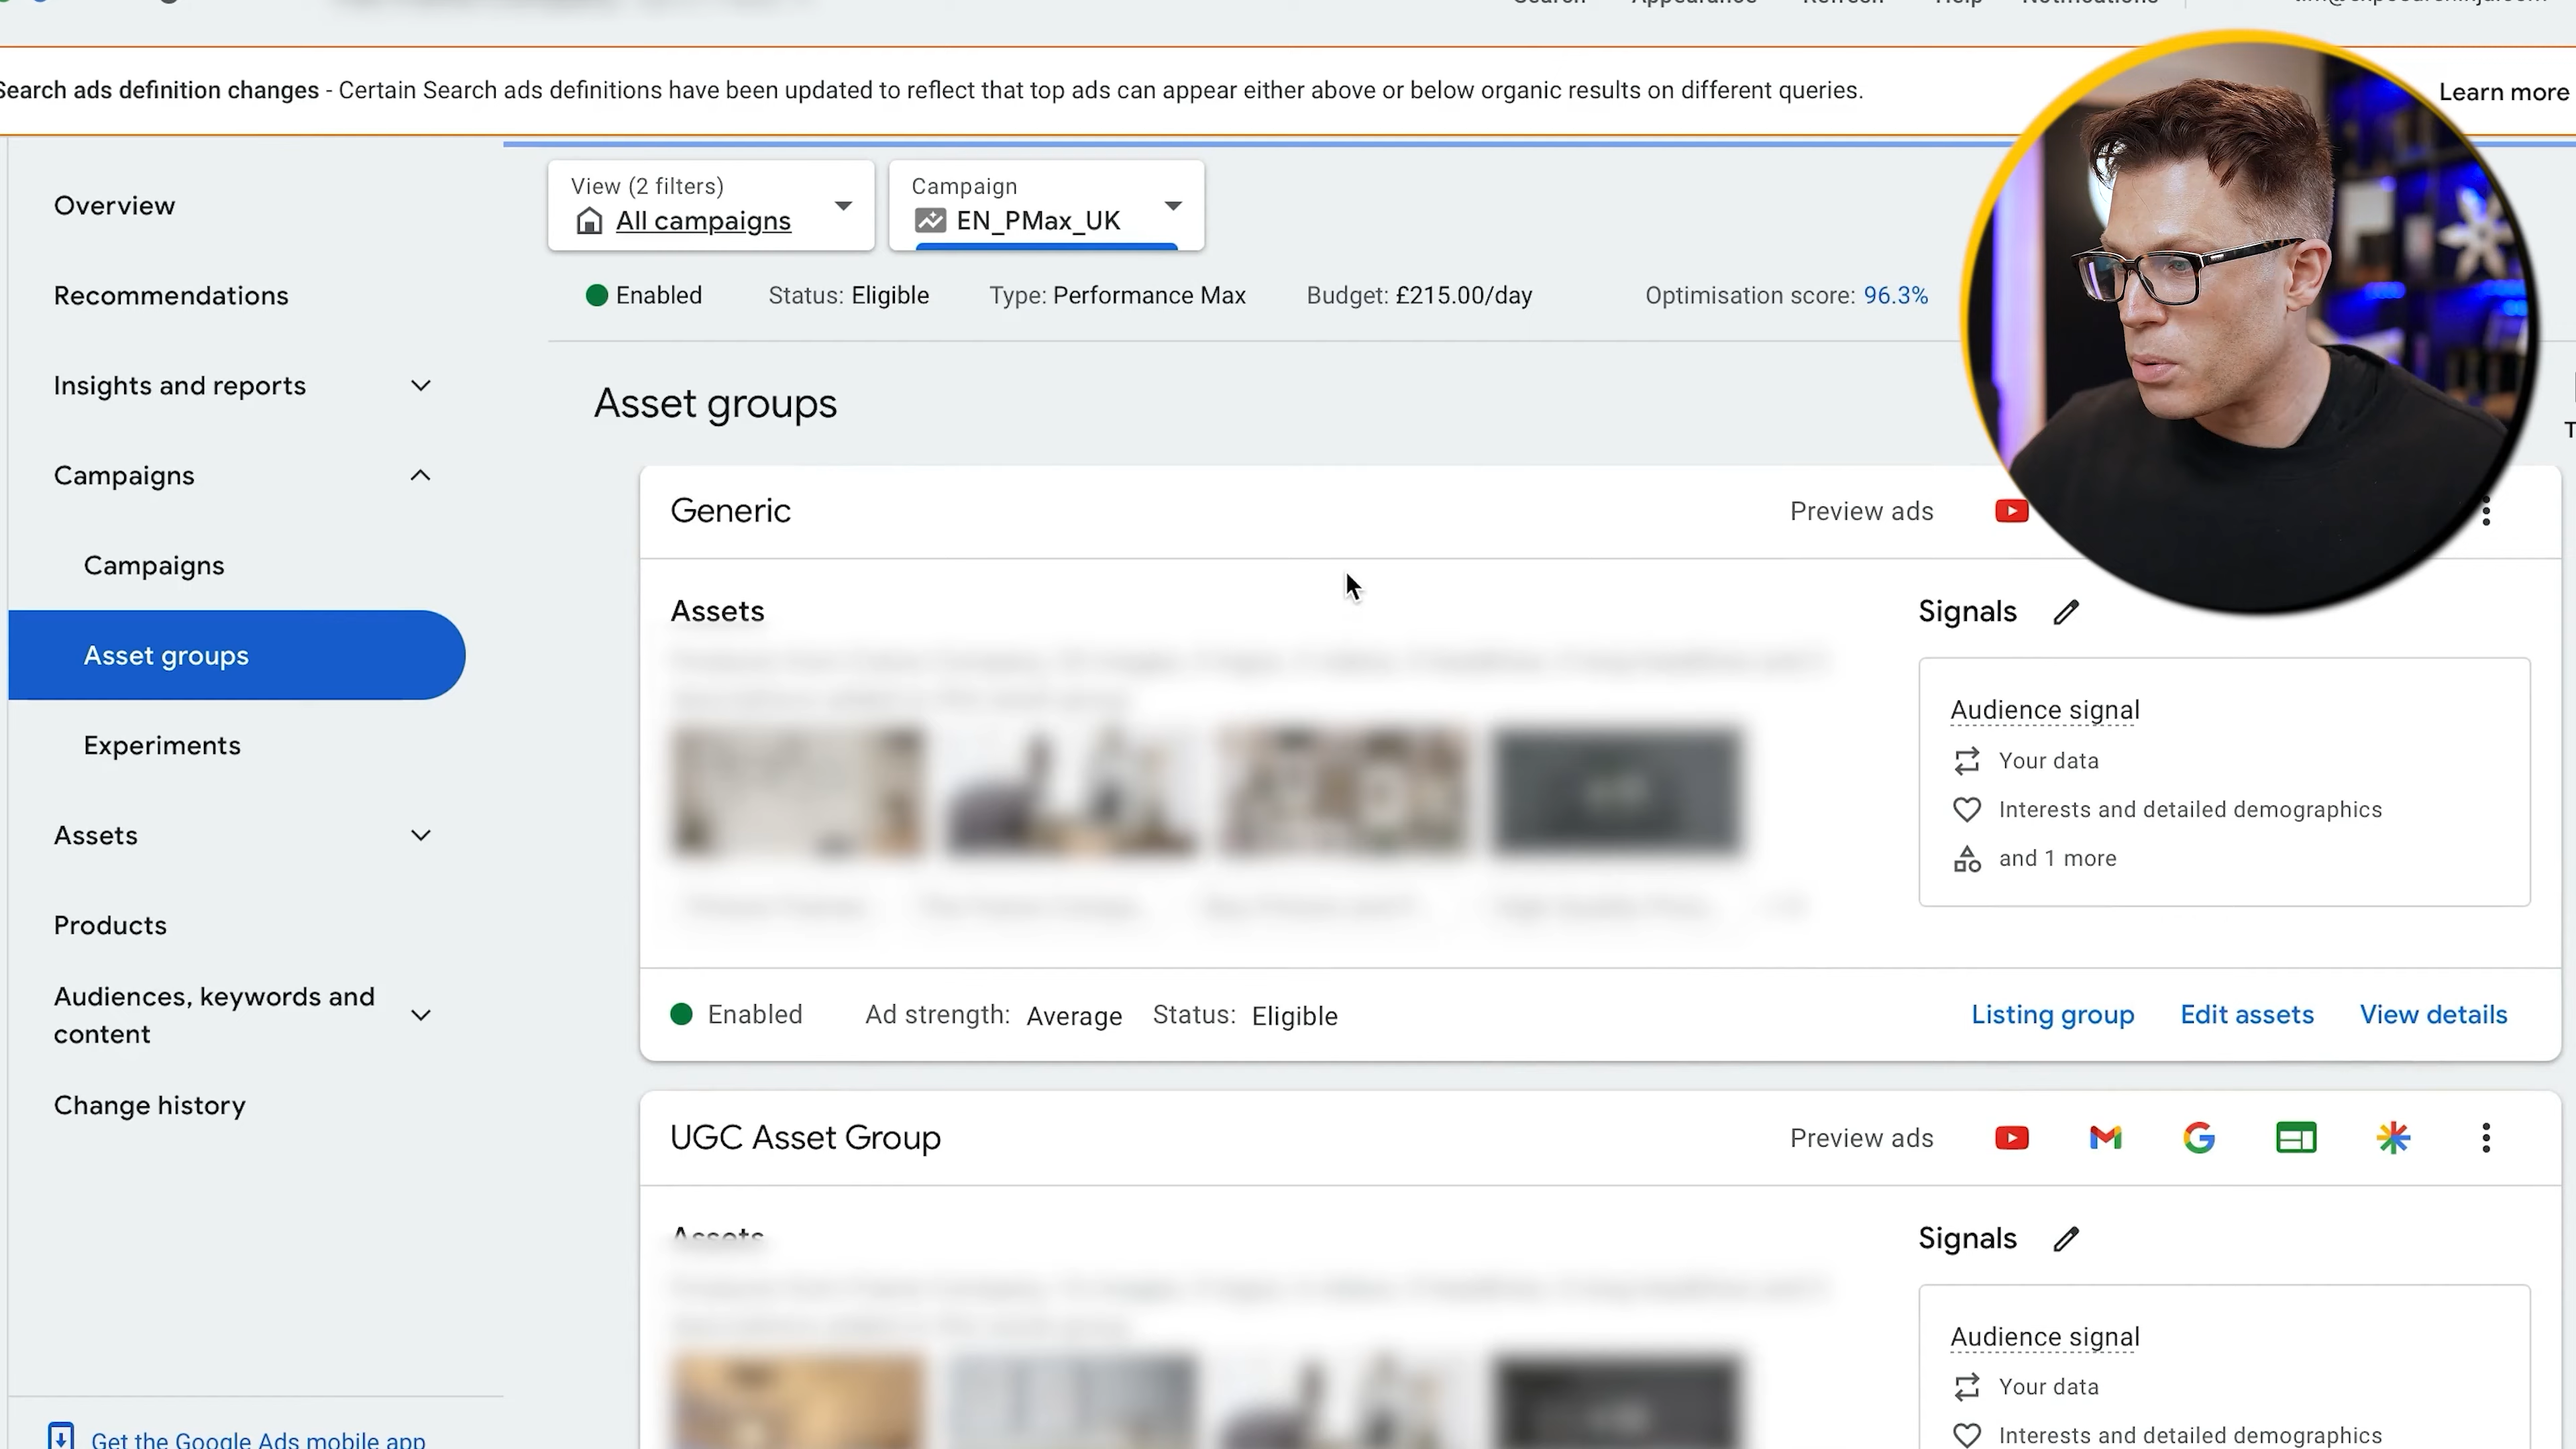 Search ads definition changes - Certain Search ads definitions have been updated to reflect that top ads can appear either above or below organic results on different queries.
Learn more
Overview
Recommendations
Insights and reports
Campaigns
Campaigns
Asset groups
Experiments
Assets
Products
Audiences, keywords and
content
Change history
Get the Google Ads mobile app
View (2 filters)
All campaigns
Campaign
EN_PMax_UK
Enabled Status: Eligible Type: Performance Max Budget: £215.00/day Optimisation score: 96.3%
Asset groups
Generic
Preview ads
Assets
Signals
Audience signal
Your data
Interests and detailed demographics
and 1 more
Enabled Ad strength: Average Status: Eligible
Listing group Edit assets View details
UGC Asset Group
Preview ads
Assets
Signals
Audience signal
Your data
Interests and detailed demographics